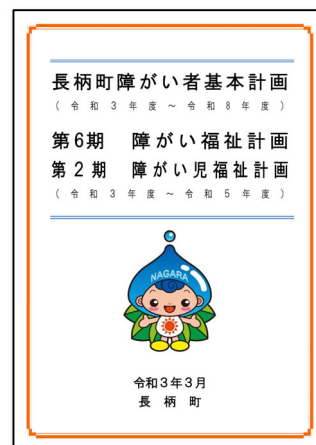 長柄町障がい者基本計画
(令和3年度～令和8年度)
第6期　障がい福祉計画
第2期　障がい児福祉計画
(令和3年度～令和5年度)
NAGARA
令和3年3月
長柄町